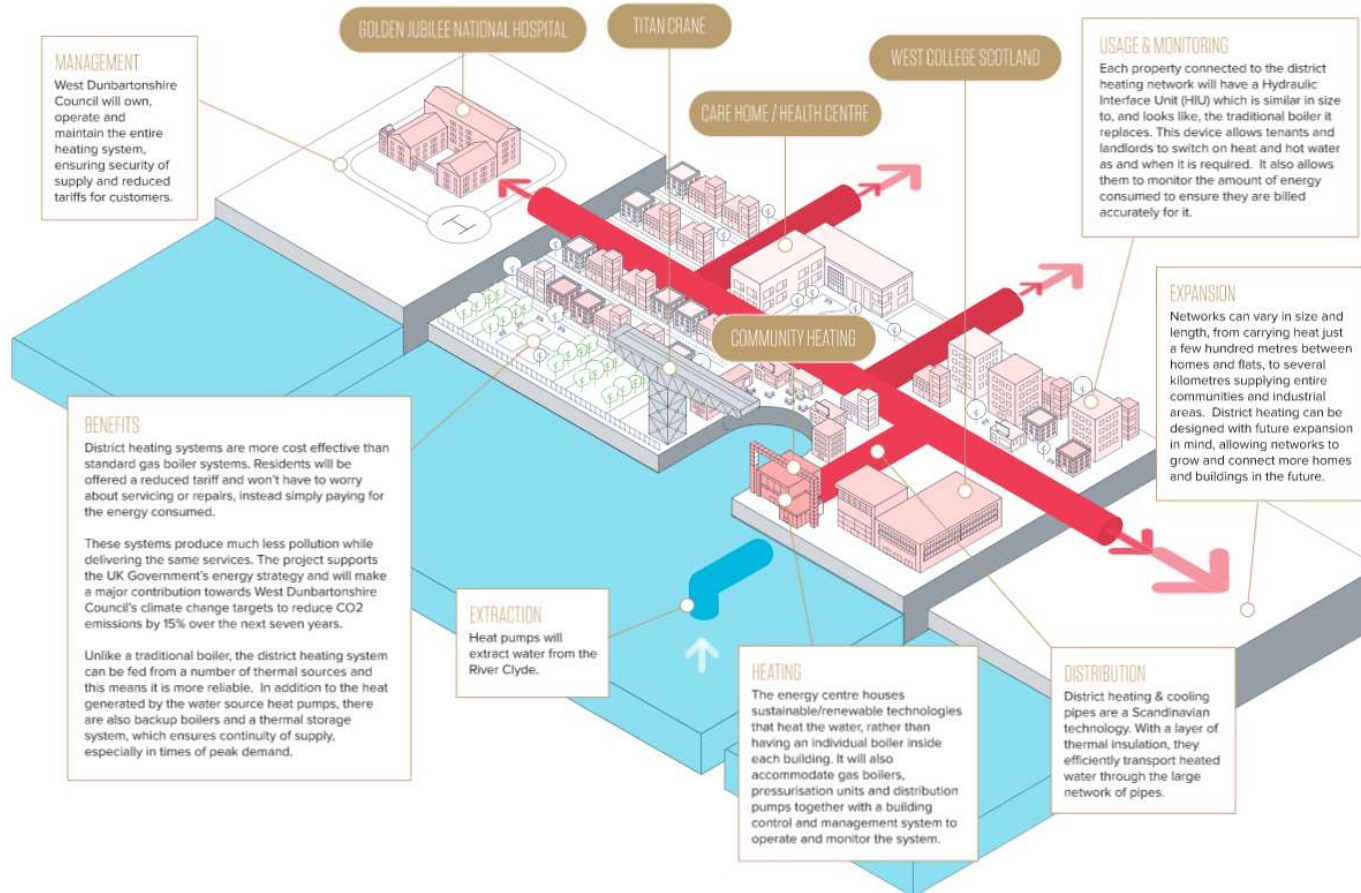 GOLDEN JUBILEE NATIONAL HOSPITAL
TITAN CRANE
WEST COLLEGE SCOTLAND
CARE HOME / HEALTH CENTRE
COMMUNITY HEATING
MANAGEMENT
West Dunbartonshire
Council will own,
operate and
maintain the entire
heating system,
ensuring security of
supply and reduced
tariffs for customers.
H
USAGE & MONITORING
Each property connected to the district
heating network will have a Hydraulic
Interface Unit (HIU) which is similar in size
to, and looks like, the traditional boiler it
replaces. This device allows tenants and
landlords to switch on heat and hot water
as and when it is required. It also allows
them to monitor the amount of energy
consumed to ensure they are billed
accurately for it.
EXPANSION
Networks can vary in size and
length, from carrying heat just
a few hundred metres between
homes and flats, to several
kilometres supplying entire
communities and industrial
areas. District heating can be
designed with future expansion
in mind, allowing networks to
grow and connect more homes
and buildings in the future.
BENEFITS
District heating systems are more cost effective than
standard gas boiler systems. Residents will be
offered a reduced tariff and won't have to worry
about servicing or repairs, instead simply paying for
the energy consumed.
These systems produce much less pollution while
delivering the same services. The project supports
the UK Government's energy strategy and will make
a major contribution towards West Dunbartonshire
Council's climate change targets to reduce CO2
emissions by 15% over the next seven years.
Unlike a traditional boiler, the district heating system
can be fed from a number of thermal sources and
this means it is more reliable. In addition to the heat
generated by the water source heat pumps, there
are also backup boilers and a thermal storage
system, which ensures continuity of supply,
especially in times of peak demand.
EXTRACTION
Heat pumps will
extract water from the
River Clyde.
HEATING
The energy centre houses
sustainable/renewable technologies
that heat the water, rather than
having an individual boiler inside
each building. It will also
accommodate gas boilers,
pressurisation units and distribution
pumps together with a building
control and management system to
operate and monitor the system.
DISTRIBUTION
District heating & cooling
pipes are a Scandinavian
technology. With a layer of
thermal insulation, they
efficiently transport heated
water through the large
network of pipes.